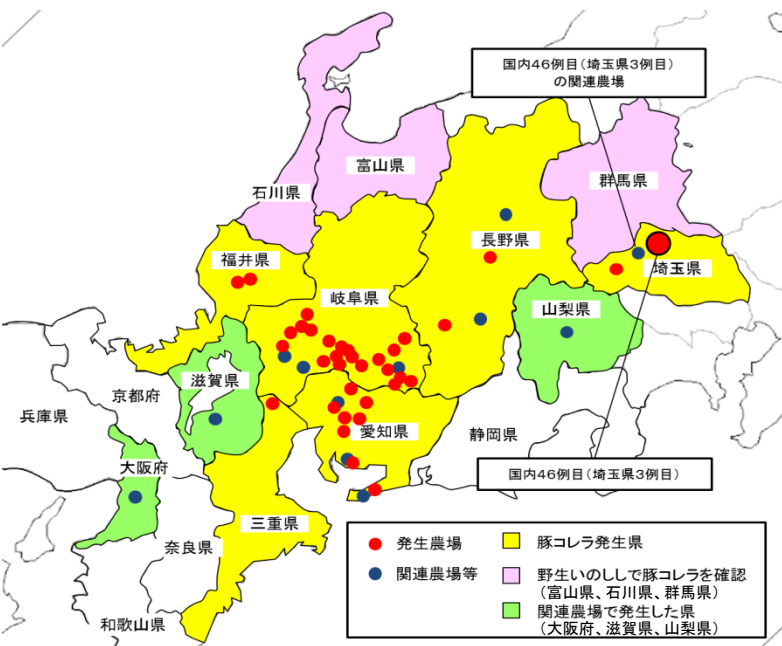 国内46例目(埼玉県3例目)
の関連農場
富山県
群馬県
石川県
長野県
福井県
埼玉県
岐阜県
山梨県
滋賀県
京都府
兵庫県
愛知県
静岡県
大阪府
国内46例目(埼玉県3例目)
三重県
奈良県
和歌山県
発生農場
関連農場等
豚コレラ発生県
野生いのししで豚コレラを確認
(富山県、石川県、群馬県)
関連農場で発生した県
(大阪府、滋賀県、山梨県)